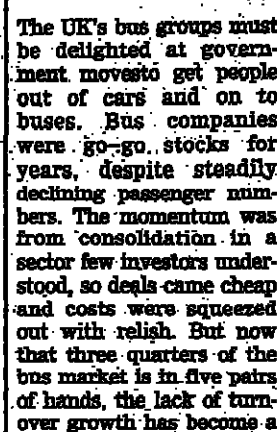 The UK's bus groups must
be delighted at govern-
ment movesto get people
out of cars and on to
buses. Bus companies
were go-go stocks for
years, despite steadily
declining passenger num-
bers. The momentum was
from consolidation in a
sector few investors under-
stood, so deals came cheap
and costs were squeezed
out with relish. But now
that three quarters of the
bus market is in five pairs
of hands, the lack of turn-
over growth has become a